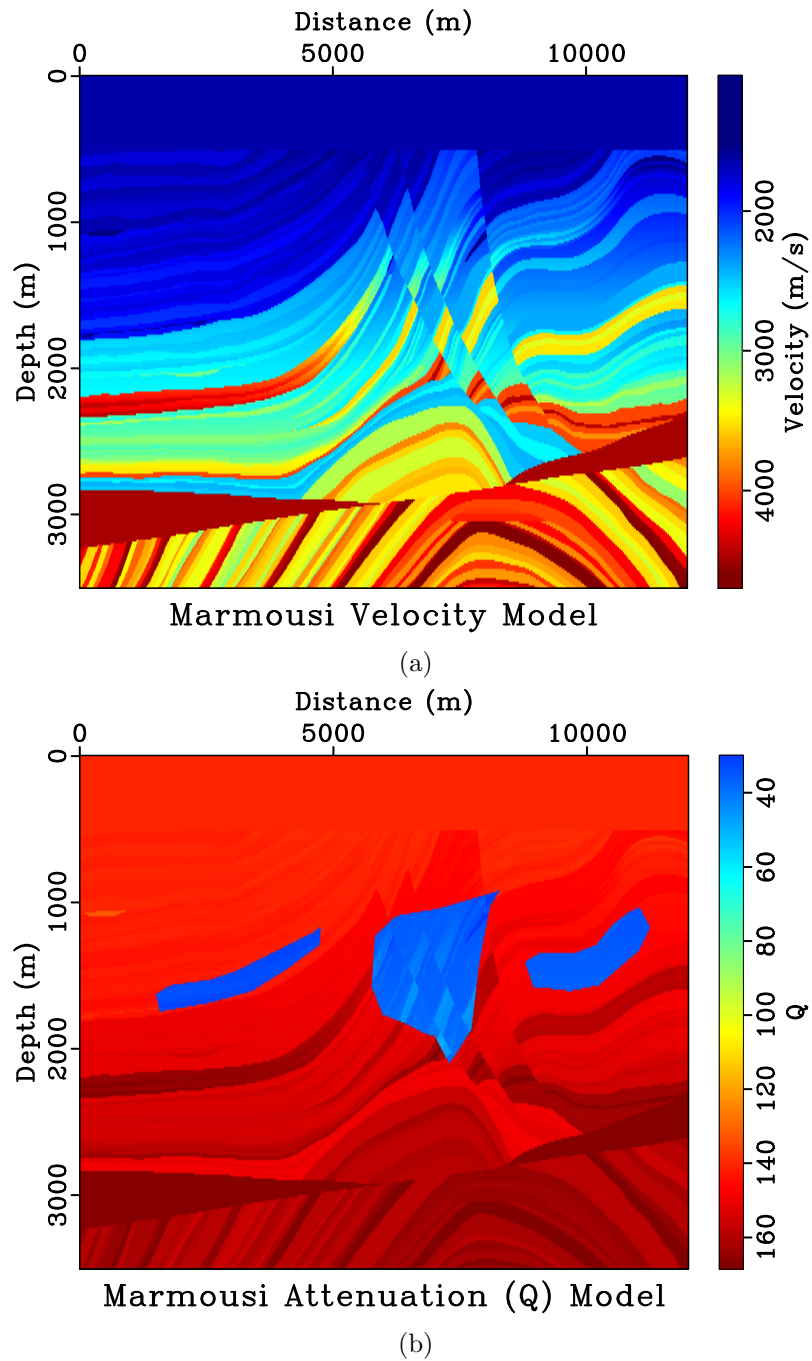 Distance (m)
0 5000 10000
0
1000
2000
3000
Depth (m)
2000
3000
4000
Velocity (m/s)
Marmousi Velocity Model
(a)
Distance (m)
0 5000 10000
0
1000
2000
3000
Depth (m)
40
60
80
100
120
140
160
Q
Marmousi Attenuation (Q) Model
(b)